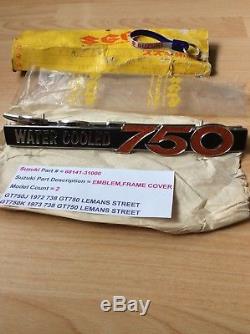 WATER COOLED 750
Suzuki Part # = 68141-31000
Suzuki Part Description = EMBLEM,FRAME COVER
Model Count = 2
GT750J 1972 738 GT750 LEMANS STREET
GT750K 1973 738 GT750 LEMANS STREET